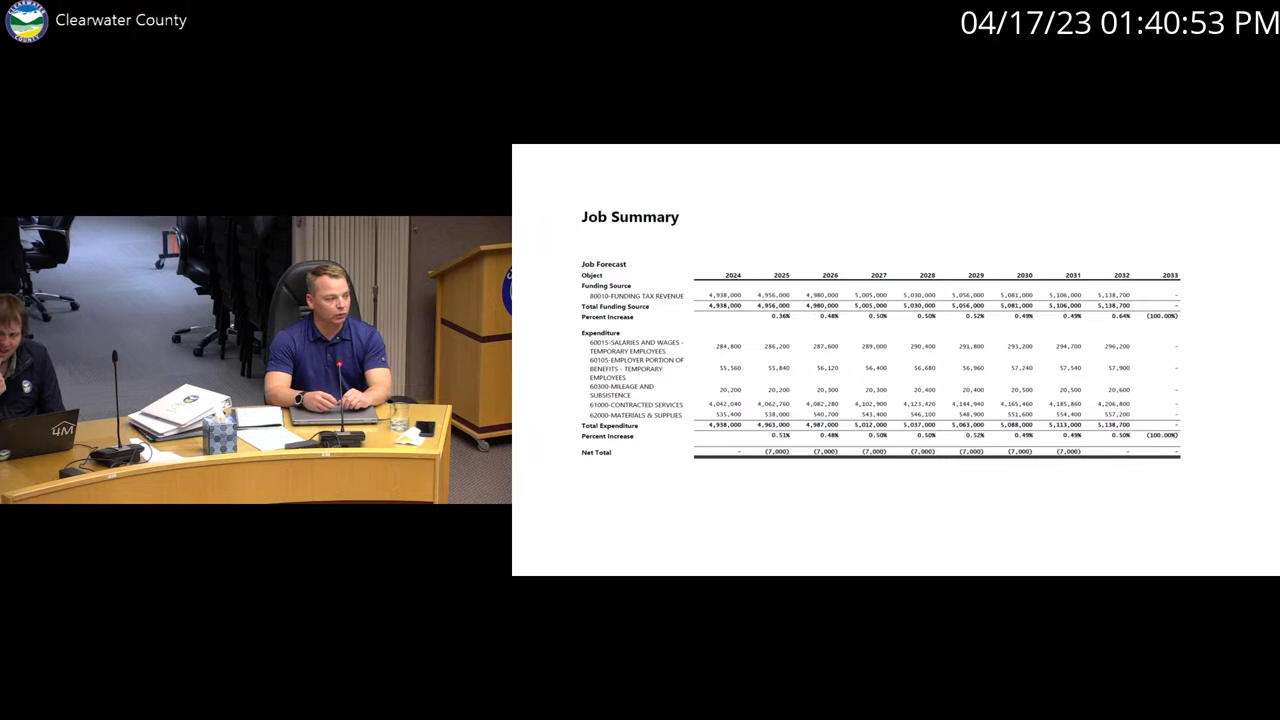 Clearwater County
04/17/23 01:40:53 PM
Job Summary
Job Forecast
Object 2024 2025 2026 2027 2028 2029 2030 2031 2032 2033
Funding Source
80010-FUNDING TAX REVENUE 4,938,000 4,956,000 4,980,000 5,005,000 5,030,000 5,056,000 5,081,000 5,106,000 5,138,700 -
Total Funding Source 4,938,000 4,956,000 4,980,000 5,005,000 5,030,000 5,056,000 5,081,000 5,106,000 5,138,700 -
Percent Increase 0.36% 0.48% 0.50% 0.50% 0.52% 0.49% 0.49% 0.64% (100.00%)
Expenditure
60015-SALARIES AND WAGES -
TEMPORARY EMPLOYEES 284,800 286,200 287,600 289,000 290,400 291,800 293,200 294,700 296,200 -
60105-EMPLOYER PORTION OF
BENEFITS - TEMPORARY 55,560 55,840 56,120 56,400 56,680 56,960 57,240 57,540 57,900 -
EMPLOYEES
60300-MILEAGE AND
SUBSISTENCE 20,200 20,200 20,300 20,300 20,400 20,400 20,500 20,500 20,600 -
61000-CONTRACTED SERVICES 4,042,040 4,062,760 4,082,280 4,102,900 4,123,420 4,144,940 4,165,460 4,185,860 4,206,800 -
62000-MATERIALS & SUPPLIES 535,400 538,000 540,700 543,400 546,100 548,900 551,600 554,400 557,200 -
Total Expenditure 4,938,000 4,963,000 4,987,000 5,012,000 5,037,000 5,063,000 5,088,000 5,113,000 5,138,700 -
Percent Increase 0.51% 0.48% 0.50% 0.50% 0.52% 0.49% 0.49% 0.50% (100.00%)
Net Total - (7,000) (7,000) (7,000) (7,000) (7,000) (7,000) (7,000) - -
4M